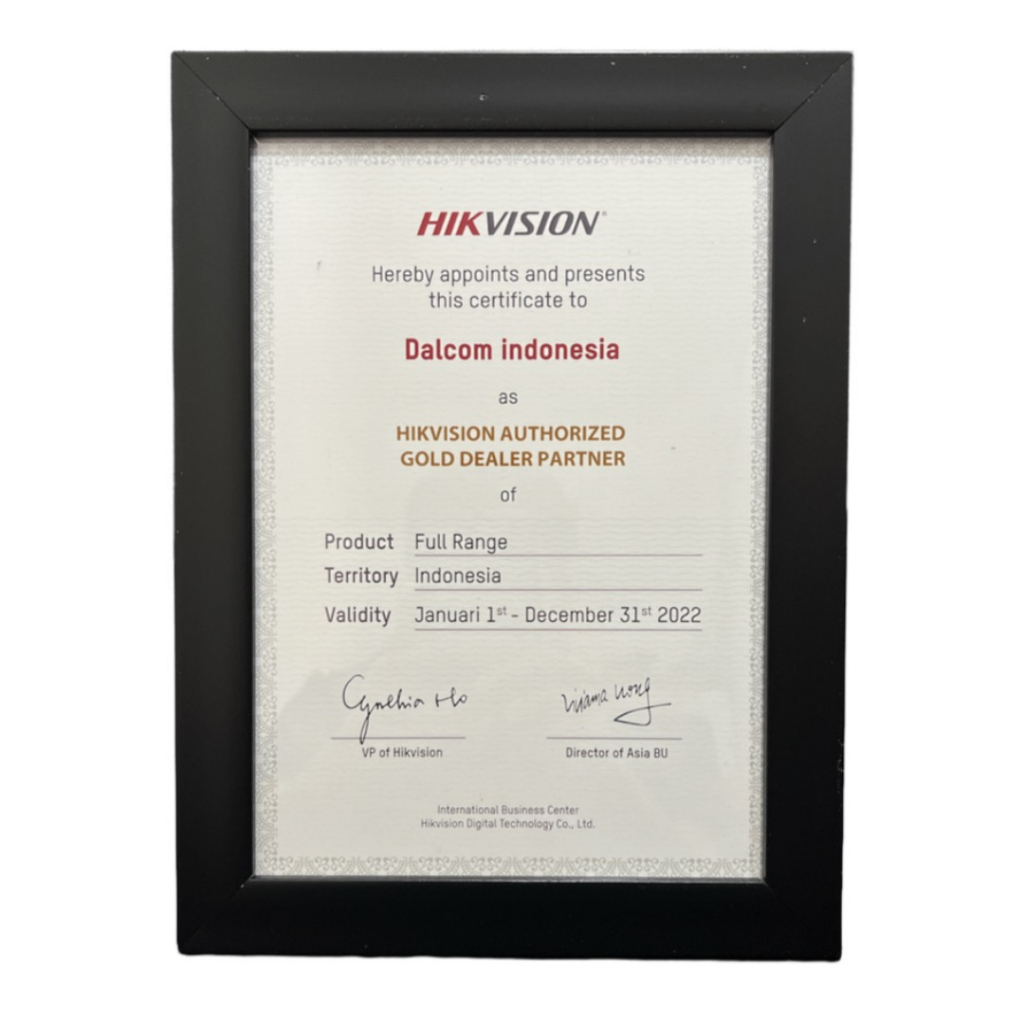 HIKVISION®
Hereby appoints and presents
this certificate to
Dalcom indonesia
as
HIKVISION AUTHORIZED
GOLD DEALER PARTNER
of
Product Full Range
Territory Indonesia
Validity Januari 1st - December 31st 2022
Cynthia Ho
VP of Hikvision
Director of Asia BU
International Business Center
Hikvision Digital Technology Co., Ltd.